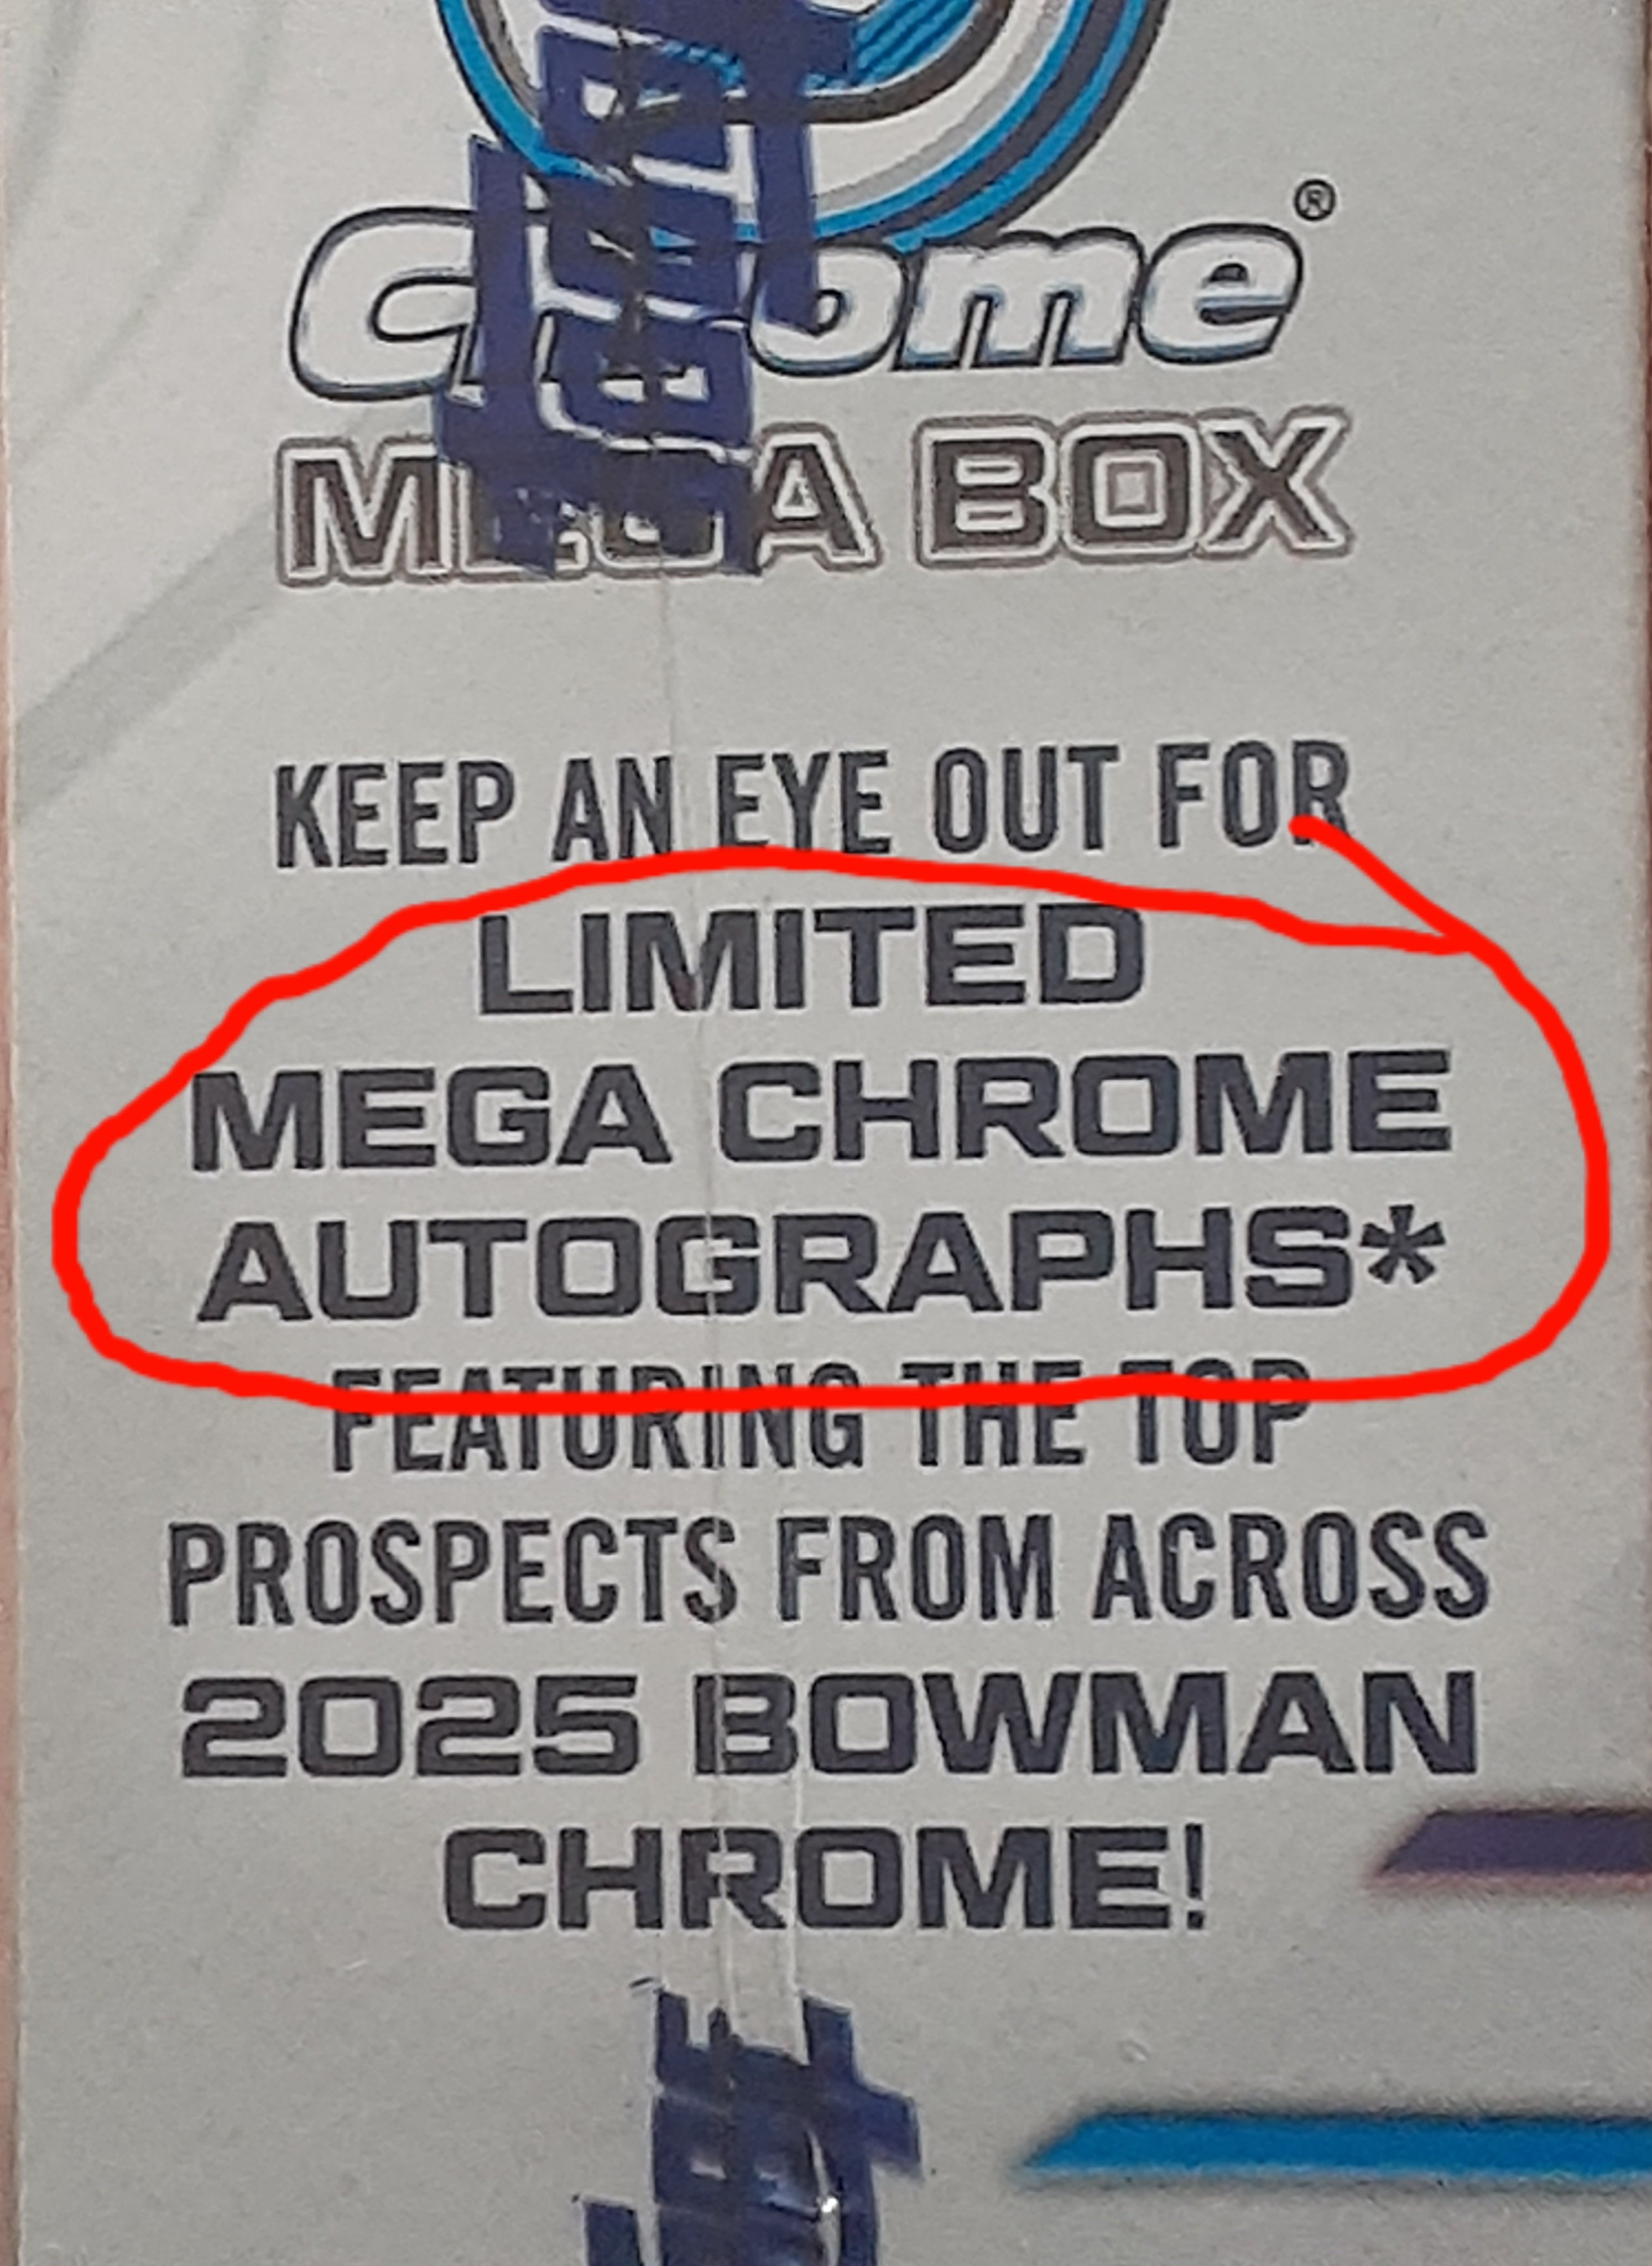 Chrome®
MEGA BOX
KEEP AN EYE OUT FOR
LIMITED
MEGA CHROME
AUTOGRAPHS*
FEATURING THE TOP
PROSPECTS FROM ACROSS
2025 BOWMAN
CHROME!